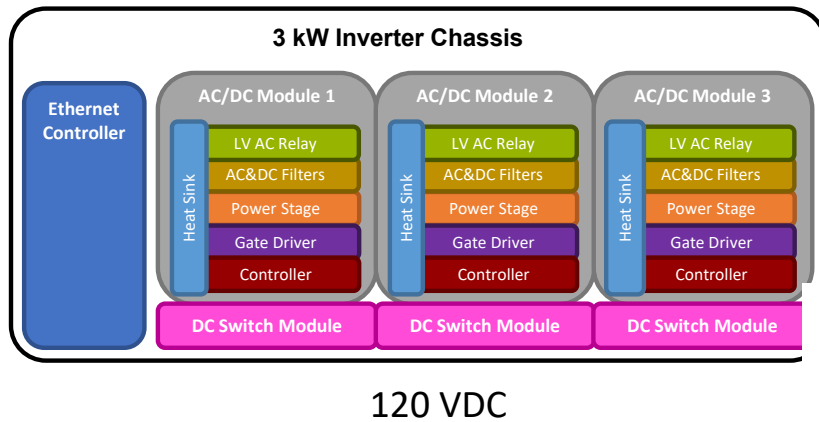 3 kW Inverter Chassis
Ethernet
Controller
AC/DC Module 1
Heat Sink
LV AC Relay
AC&DC Filters
Power Stage
Gate Driver
Controller
DC Switch Module
AC/DC Module 2
Heat Sink
LV AC Relay
AC&DC Filters
Power Stage
Gate Driver
Controller
DC Switch Module
AC/DC Module 3
Heat Sink
LV AC Relay
AC&DC Filters
Power Stage
Gate Driver
Controller
DC Switch Module
120 VDC